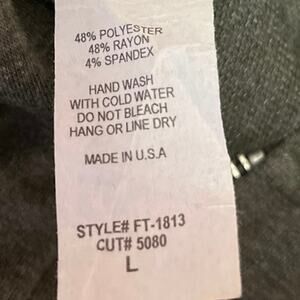 48% POLYESTER
48% RAYON
4% SPANDEX
HAND WASH
WITH COLD WATER
DO NOT BLEACH
HANG OR LINE DRY
MADE IN U.S.A
STYLE# FT-1813
CUT# 5080
L